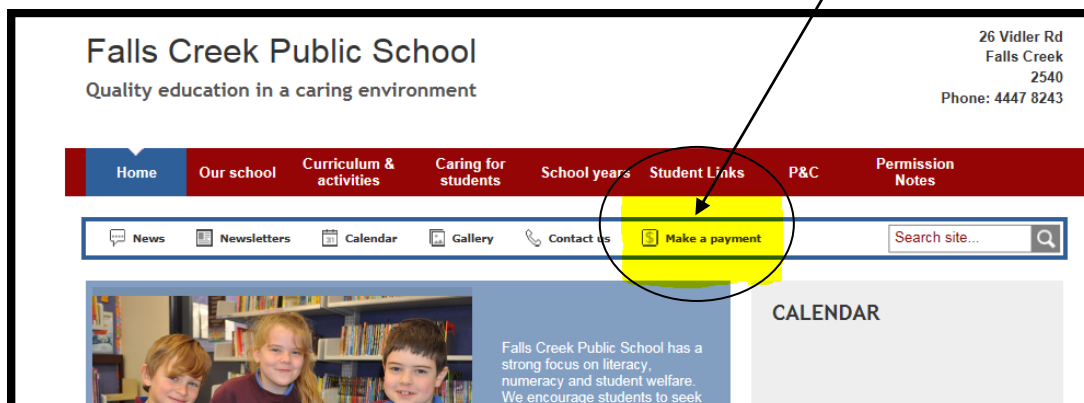 Falls Creek Public School
Quality education in a caring environment
26 Vidler Rd
Falls Creek
2540
Phone: 4447 8243
Home
Our school
Curriculum &
activities
Caring for
students
School years
Student Links
P&C
Permission
Notes
News
Newsletters
31
Calendar
Gallery
Contact us
$
Make a payment
Search site...
Falls Creek Public School has a
strong focus on literacy,
numeracy and student welfare.
We encourage students to seek
CALENDAR